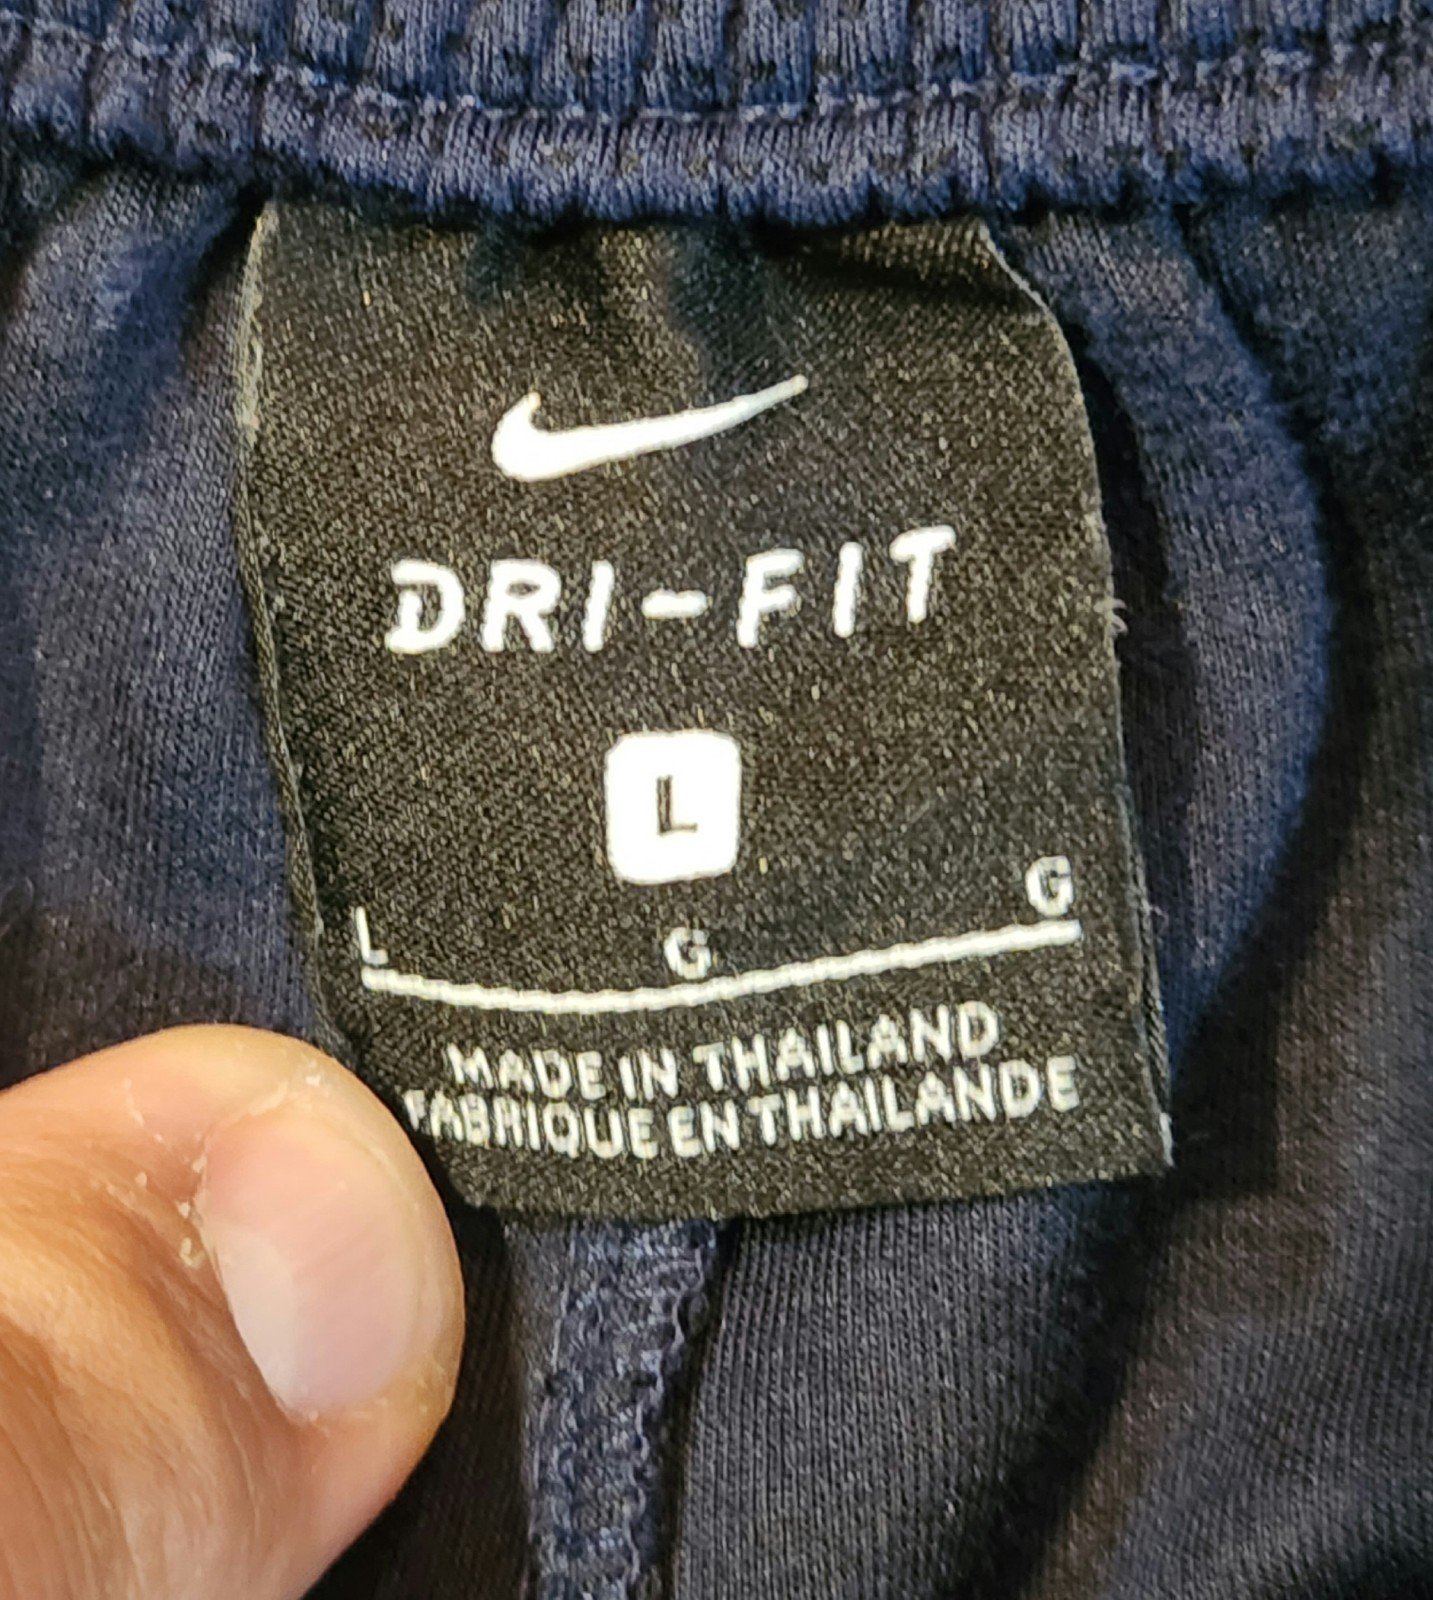 DRI-FIT
L
L G G
MADE IN THAILAND
FABRIQUE EN THAILANDE